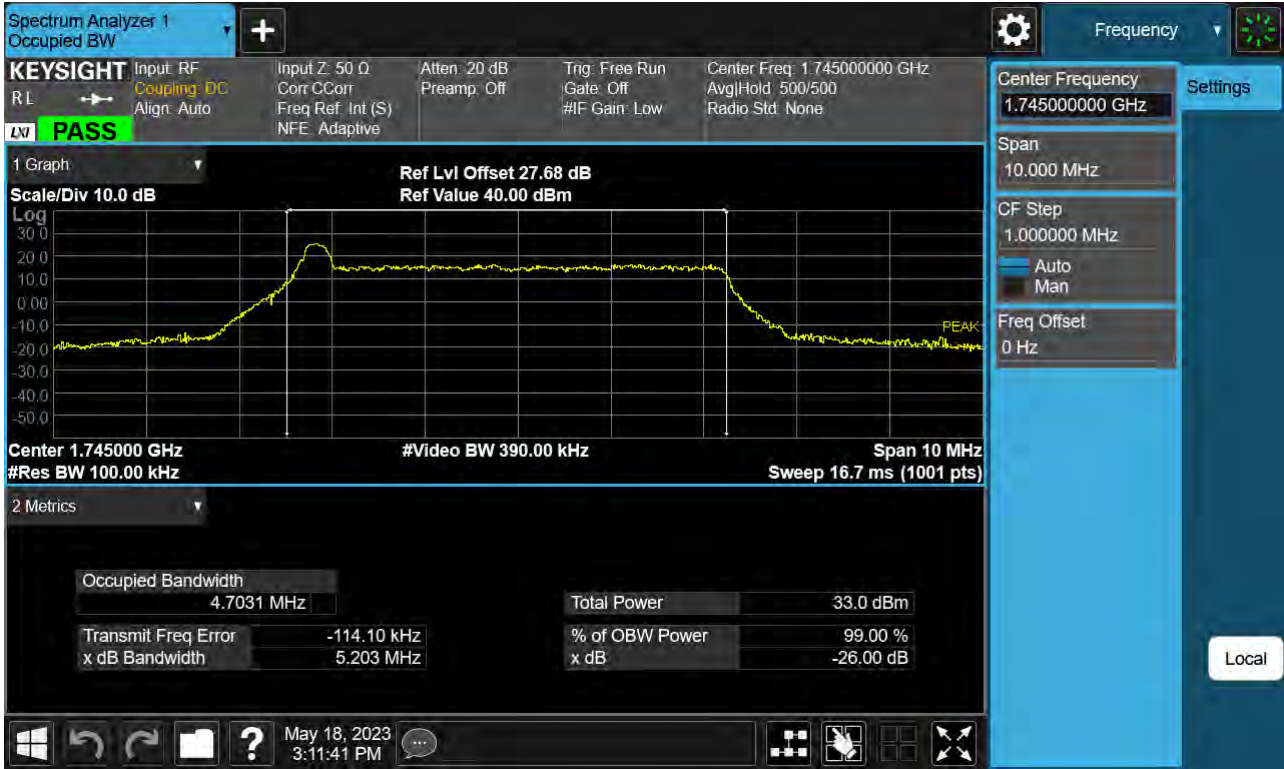 Spectrum Analyzer 1
Occupied BW
+
Frequency
KEYSIGHT
R L
LXI
PASS
Input: RF
Coupling: DC
Align: Auto
Input Z: 50 Ω
Corr CCorr
Freq Ref: Int (S)
NFE: Adaptive
Atten: 20 dB
Preamp: Off
Trig: Free Run
Gate: Off
#IF Gain: Low
Center Freq: 1.745000000 GHz
Avg|Hold: 500/500
Radio Std: None
1 Graph
Scale/Div 10.0 dB
Ref Lvl Offset 27.68 dB
Ref Value 40.00 dBm
Log
30.0
20.0
10.0
0.00
-10.0
-20.0
-30.0
-40.0
-50.0
PEAK
Center 1.745000 GHz
#Res BW 100.00 kHz
#Video BW 390.00 kHz
Span 10 MHz
Sweep 16.7 ms (1001 pts)
2 Metrics
Occupied Bandwidth
4.7031 MHz
Transmit Freq Error -114.10 kHz
x dB Bandwidth 5.203 MHz
Total Power 33.0 dBm
% of OBW Power 99.00 %
x dB -26.00 dB
Center Frequency
1.745000000 GHz
Span
10.000 MHz
CF Step
1.000000 MHz
Auto
Man
Freq Offset
0 Hz
Settings
Local
?
May 18, 2023
3:11:41 PM